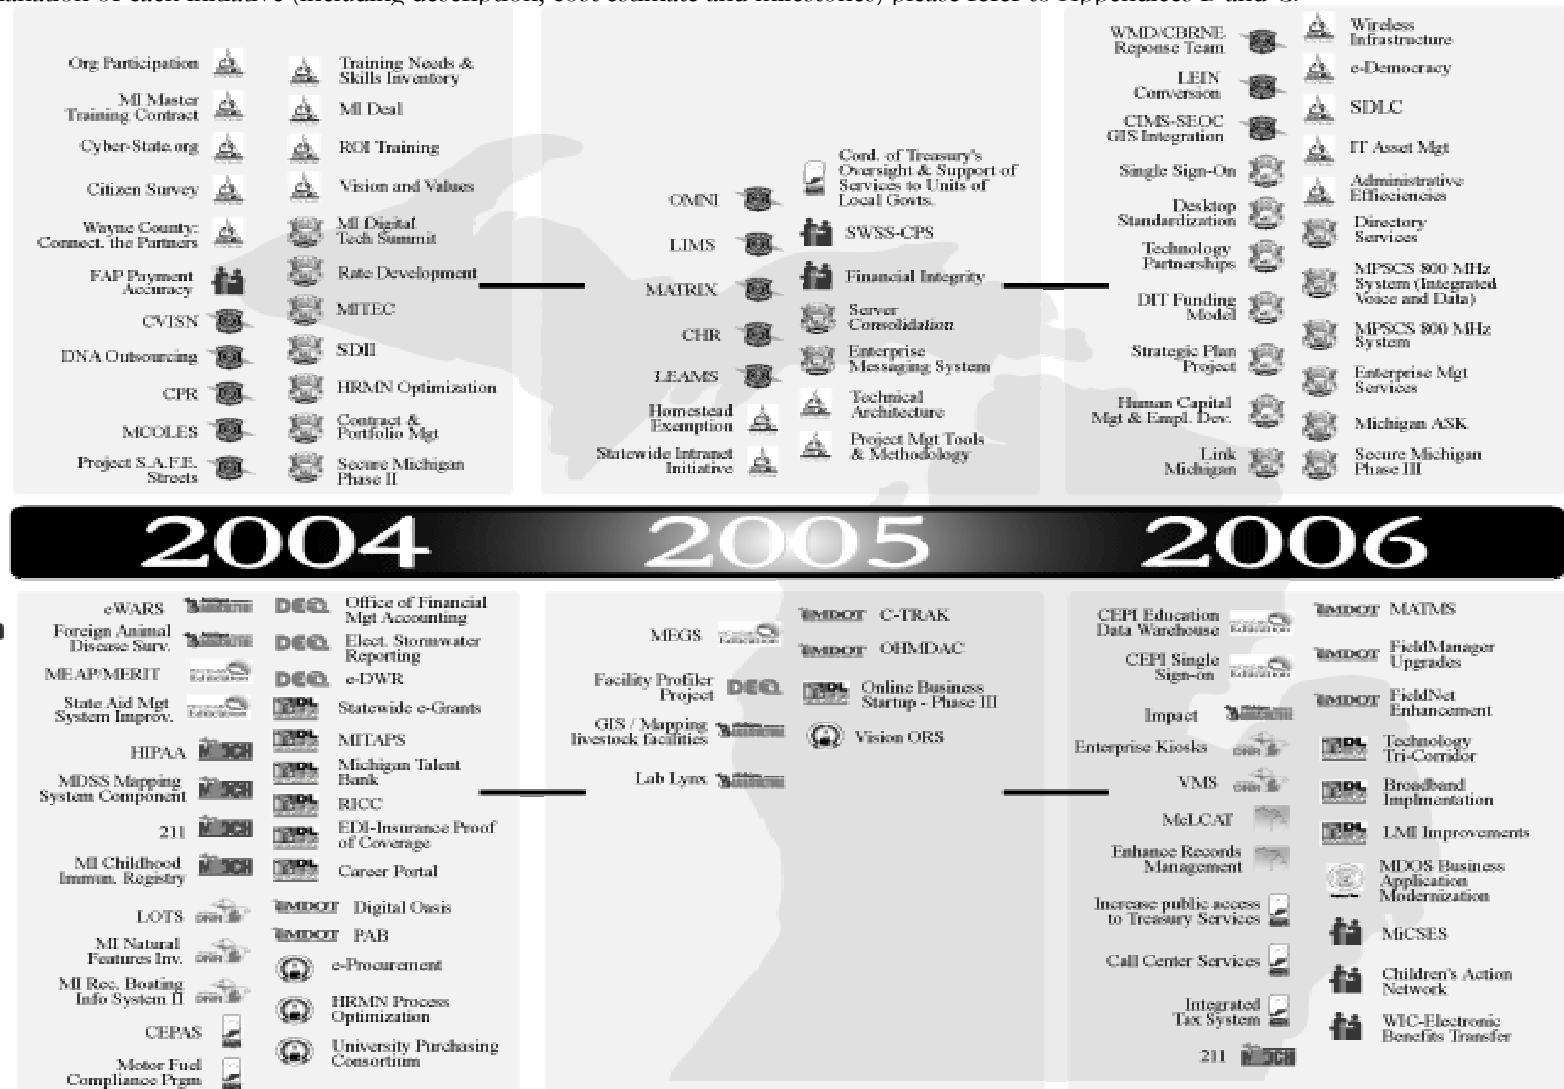 anation of each initiative (including description, cost estimate and milestones) please refer to Appendices B and C.
Org Participation
MI Master
Training Contract
Cyber-State.org
Citizen Survey
Wayne County:
Connect. the Partners
FAP Payment
Accuracy
CVISN
DNA Outsourcing
CPR
MCOLES
Project S.A.F.E.
Streets
Training Needs &
Skills Inventory
MI Deal
ROI Training
Vision and Values
MI Digital
Tech Summit
Rate Development
MITEC
SDII
HRMN Optimization
Contract &
Portfolio Mgt
Secure Michigan
Phase II
OMNI
LIMS
MATRIX
CHR
LEAMS
Homestead
Exemption
Statewide Intranet
Initiative
Cord. of Treasury's
Oversight & Support of
Services to Units of
Local Govts.
SWSS-CPS
Financial Integrity
Server
Consolidation
Enterprise
Messaging System
Technical
Architecture
Project Mgt Tools
& Methodology
WMD/CBRNE
Reponse Team
LEIN
Conversion
CIMS-SEOC
GIS Integration
Single Sign-On
Desktop
Standardization
Technology
Partnerships
DIT Funding
Model
Strategic Plan
Project
Human Capital
Mgt & Empl. Dev.
Link
Michigan
Wireless
Infrastructure
e-Democracy
SDLC
IT Asset Mgt
Administrative
Effieciencies
Directory
Services
MPSCS 800 MHz
System (Integrated
Voice and Data)
MPSCS 800 MHz
System
Enterprise Mgt
Services
Michigan ASK
Secure Michigan
Phase III
2004 2005 2006
eWARS
Foreign Animal
Disease Surv.
MEAP/MERIT
State Aid Mgt
System Improv.
HIPAA
MDSS Mapping
System Component
211
MI Childhood
Immun. Registry
LOTS
MI Natural
Features Inv.
MI Rec. Boating
Info System II
CEPAS
Motor Fuel
Compliance Prgm
DEQ Office of Financial
Mgt Accounting
DEQ Elect. Stormwater
Reporting
DEQ e-DWR
Statewide e-Grants
MITAPS
Michigan Talent
Bank
RICC
EDI-Insurance Proof
of Coverage
Career Portal
MDOT Digital Oasis
MDOT PAB
e-Procurement
HRMN Process
Optimization
University Purchasing
Consortium
MEGS
Facility Profiler
Project DEQ
GIS / Mapping
livestock facilities
Lab Lynx
MDOT C-TRAK
MDOT OHMDAC
Online Business
Startup - Phase III
Vision ORS
CEPI Education
Data Warehouse
CEPI Single
Sign-on
Impact
Enterprise Kiosks
VMS
MeLCAT
Enhance Records
Management
Increase public access
to Treasury Services
Call Center Services
Integrated
Tax System
211
MDOT MATMS
MDOT FieldManager
Upgrades
MDOT FieldNet
Enhancement
Technology
Tri-Corridor
Broadband
Implmentation
LMI Improvements
MDOS Business
Application
Modernization
MiCSES
Children's Action
Network
WIC-Electronic
Benefits Transfer